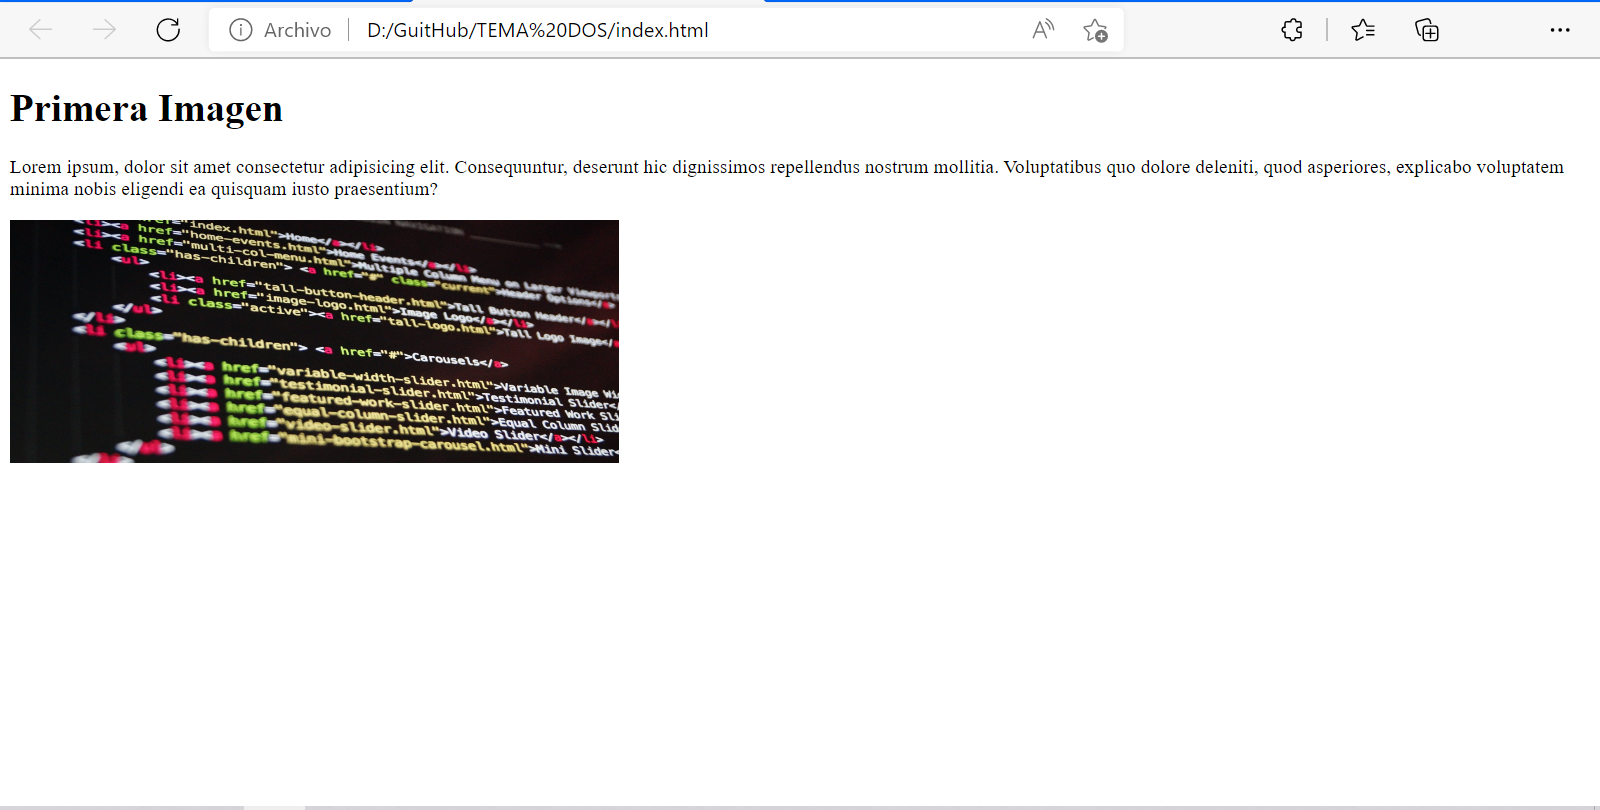 Archivo D:/GuitHub/TEMA%20DOS/index.html
Primera Imagen
Lorem ipsum, dolor sit amet consectetur adipisicing elit. Consequuntur, deserunt hic dignissimos repellendus nostrum mollitia. Voluptatibus quo dolore deleniti, quod asperiores, explicabo voluptatem
minima nobis eligendi ea quisquam iusto praesentium?
href="index.html">Home</a></li>
<li><a href="home-events.html">Home Events</a></li>
<li><a href="multi-col-menu.html">Multiple Column Menu on Larger Viewport
<li class="has-children"> <a href="#" class="current">Header Options</a>
<ul>
<li><a href="tall-button-header.html">Tall Button Header</a></l
<li><a href="image-logo.html">Image Logo</a></li>
<li class="active"><a href="tall-logo.html">Tall Logo Image</
</ul>
</li>
<li class="has-children"> <a href="#">Carousels</a>
<ul>
<li><a href="variable-width-slider.html">Variable Image Wi
<li><a href="testimonial-slider.html">Testimonial Slider<
<li><a href="featured-work-slider.html">Featured Work Sli
<li><a href="equal-column-slider.html">Equal Column Slid
<li><a href="video-slider.html">Video Slider</a></li>
<li><a href="mini-bootstrap-carousel.html">Mini Slider<
</ul>
</li>